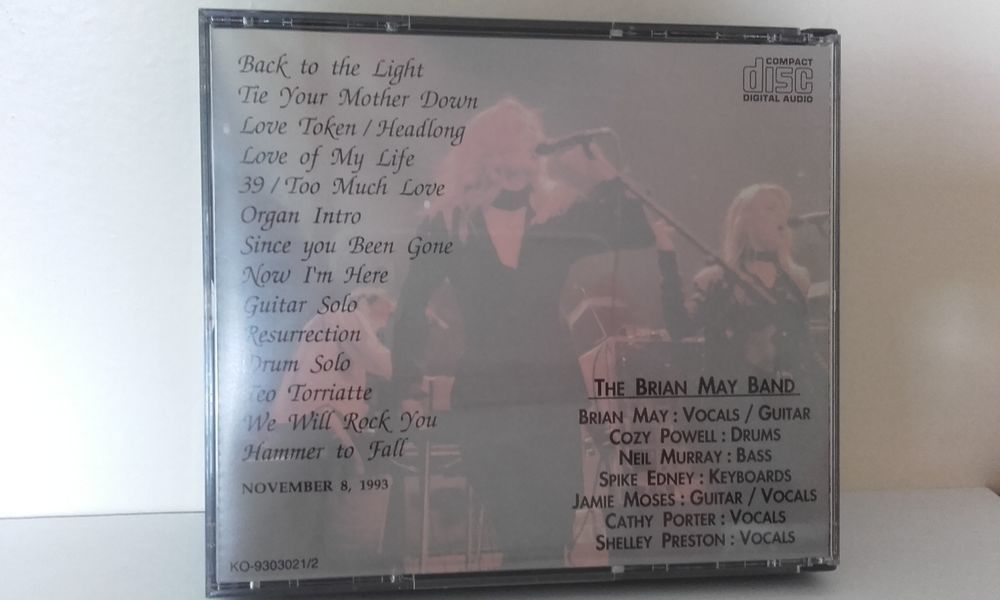 Back to the Light
Tie Your Mother Down
Love Token / Headlong
Love of My Life
39 / Too Much Love
Organ Intro
Since you Been Gone
Now I'm Here
Guitar Solo
Resurrection
Drum Solo
Teo Torriatte
We Will Rock You
Hammer to Fall
NOVEMBER 8, 1993
KO-9303021/2
COMPACT
disc
DIGITAL AUDIO
THE BRIAN MAY BAND
BRIAN MAY : VOCALS / GUITAR
COZY POWELL : DRUMS
NEIL MURRAY : BASS
SPIKE EDNEY : KEYBOARDS
JAMIE MOSES : GUITAR / VOCALS
CATHY PORTER : VOCALS
SHELLEY PRESTON : VOCALS